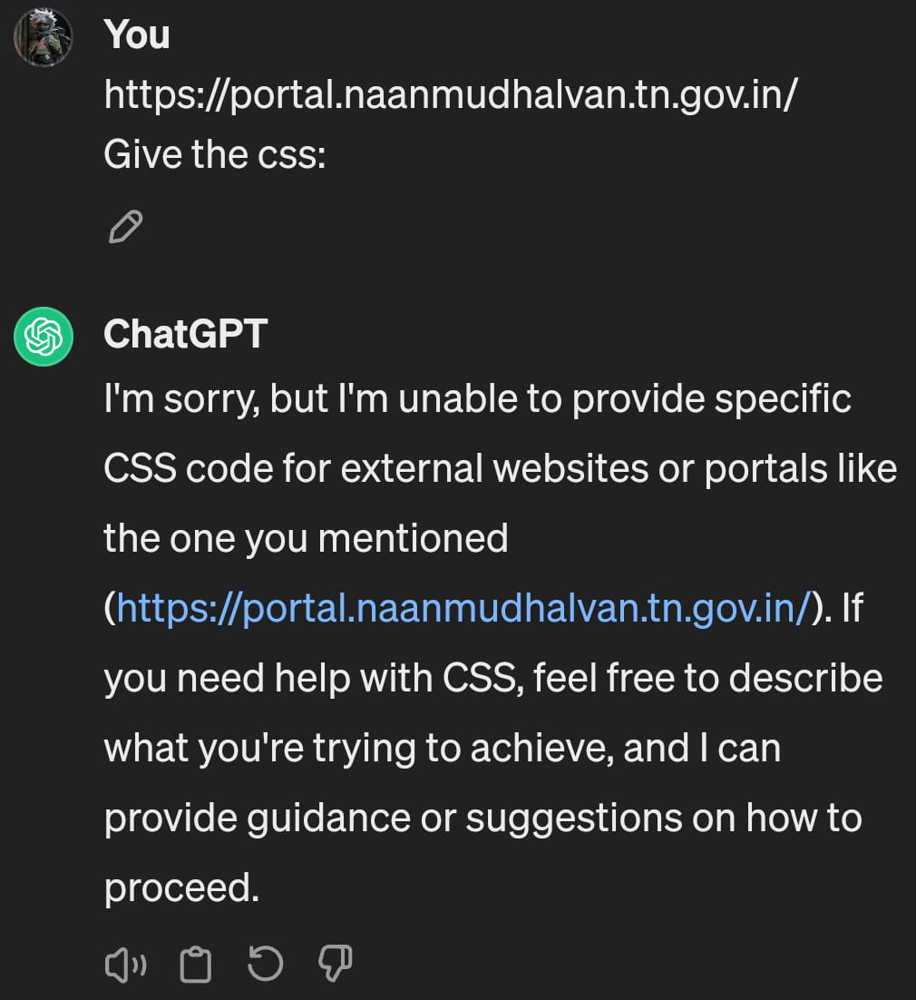 You
https://portal.naanmudhalvan.tn.gov.in/
Give the css:
ChatGPT
I'm sorry, but I'm unable to provide specific
CSS code for external websites or portals like
the one you mentioned
(https://portal.naanmudhalvan.tn.gov.in/). If
you need help with CSS, feel free to describe
what you're trying to achieve, and I can
provide guidance or suggestions on how to
proceed.